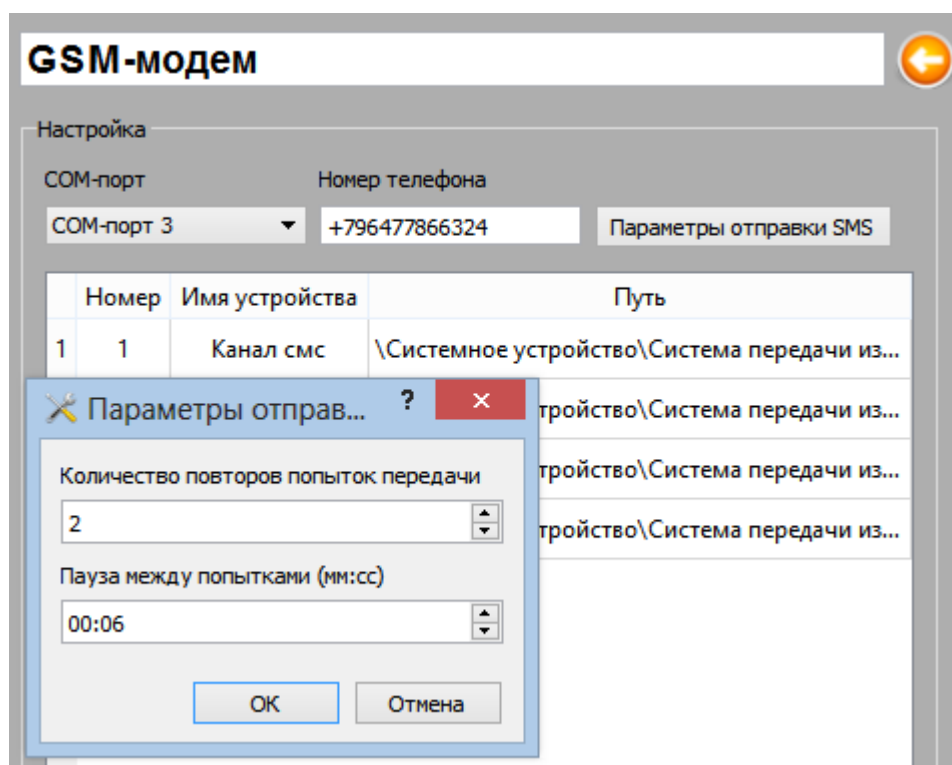 GSM-модем
Настройка
COM-порт Номер телефона
COM-порт 3 +796477866324 Параметры отправки SMS
Номер Имя устройства Путь
1 1 Канал смс \Системное устройство\Система передачи из...
Параметры отправ... ? ×
тройство\Система передачи из...
Количество повторов попыток передачи
тройство\Система передачи из...
2
тройство\Система передачи из...
Пауза между попытками (мм:сс)
00:06
OK Отмена